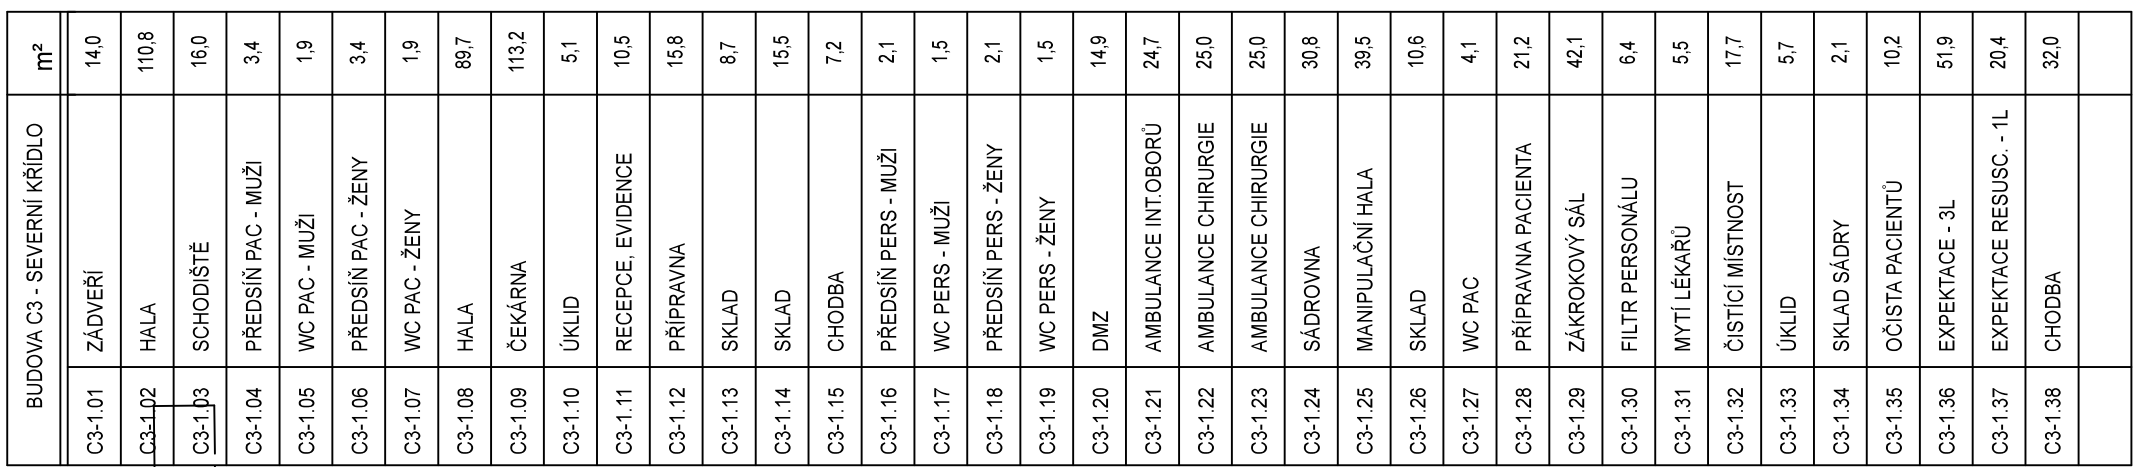 BUDOVA C3 - SEVERNÍ KŘÍDLO m²
C3-1.01 ZÁDVEŘÍ 14,0
C3-1.02 HALA 110,8
C3-1.03 SCHODIŠTĚ 16,0
C3-1.04 PŘEDSÍŇ PAC - MUŽI 3,4
C3-1.05 WC PAC - MUŽI 1,9
C3-1.06 PŘEDSÍŇ PAC - ŽENY 3,4
C3-1.07 WC PAC - ŽENY 1,9
C3-1.08 HALA 89,7
C3-1.09 ČEKÁRNA 113,2
C3-1.10 ÚKLID 5,1
C3-1.11 RECEPCE, EVIDENCE 10,5
C3-1.12 PŘÍPRAVNA 15,8
C3-1.13 SKLAD 8,7
C3-1.14 SKLAD 15,5
C3-1.15 CHODBA 7,2
C3-1.16 PŘEDSÍŇ PERS - MUŽI 2,1
C3-1.17 WC PERS - MUŽI 1,5
C3-1.18 PŘEDSÍŇ PERS - ŽENY 2,1
C3-1.19 WC PERS - ŽENY 1,5
C3-1.20 DMZ 14,9
C3-1.21 AMBULANCE INT.OBORŮ 24,7
C3-1.22 AMBULANCE CHIRURGIE 25,0
C3-1.23 AMBULANCE CHIRURGIE 25,0
C3-1.24 SÁDROVNA 30,8
C3-1.25 MANIPULAČNÍ HALA 39,5
C3-1.26 SKLAD 10,6
C3-1.27 WC PAC 4,1
C3-1.28 PŘÍPRAVNA PACIENTA 21,2
C3-1.29 ZÁKROKOVÝ SÁL 42,1
C3-1.30 FILTR PERSONÁLU 6,4
C3-1.31 MYTÍ LÉKAŘŮ 5,5
C3-1.32 ČISTÍCÍ MÍSTNOST 17,7
C3-1.33 ÚKLID 5,7
C3-1.34 SKLAD SÁDRY 2,1
C3-1.35 OČISTA PACIENTŮ 10,2
C3-1.36 EXPEKTACE - 3L 51,9
C3-1.37 EXPEKTACE RESUSC. - 1L 20,4
C3-1.38 CHODBA 32,0